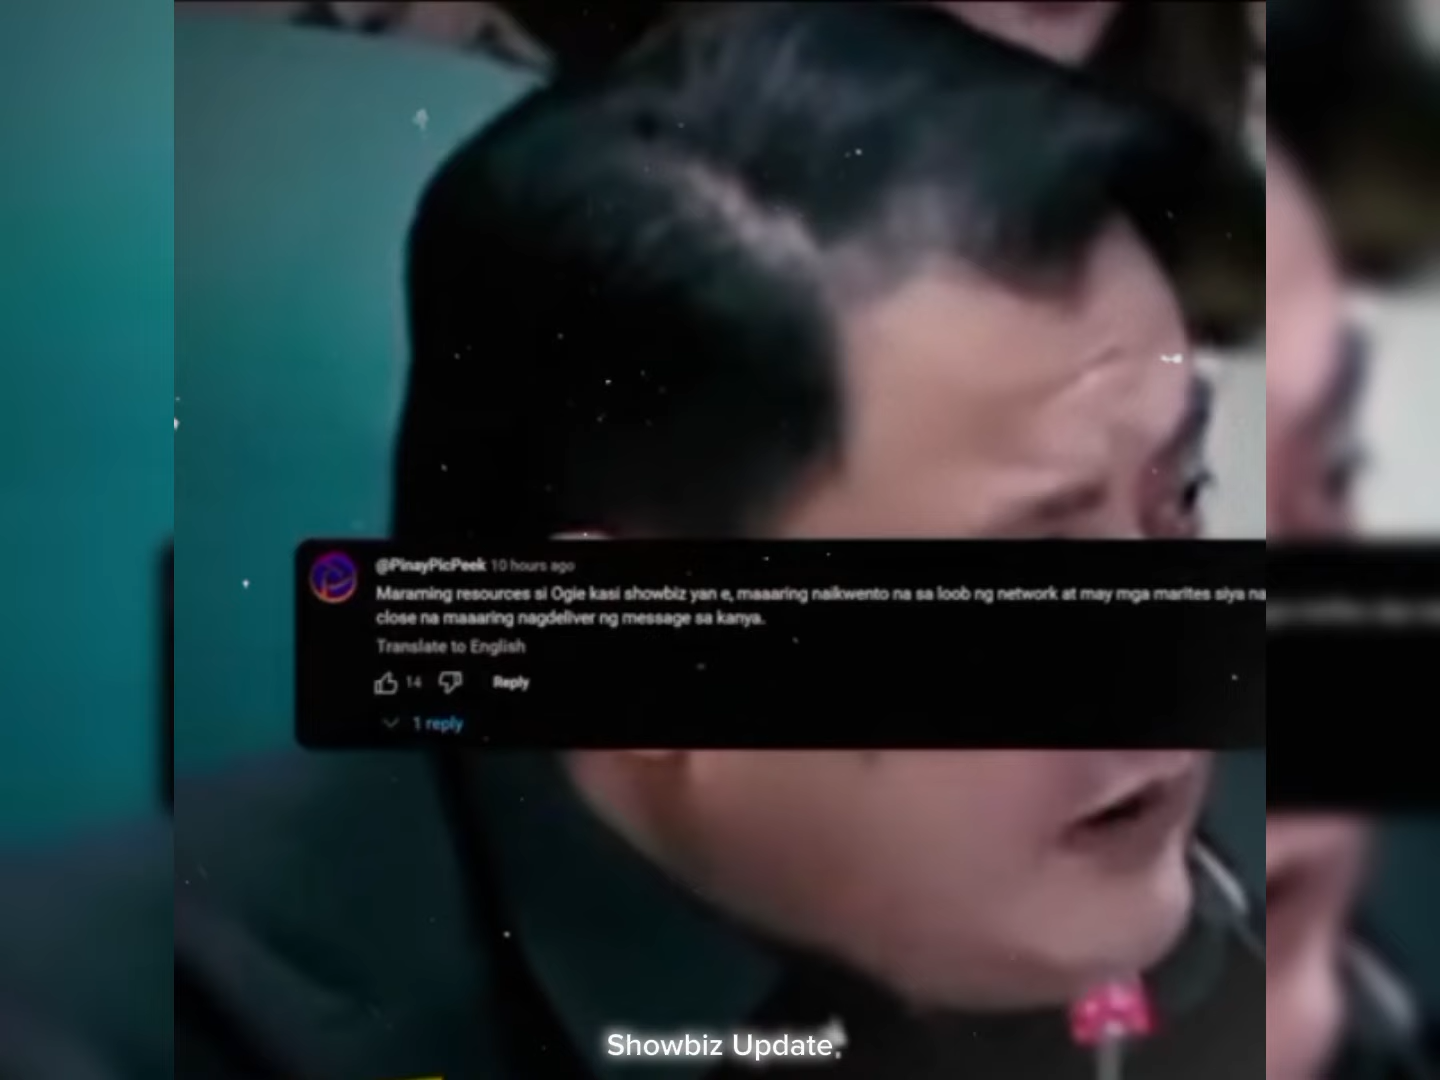 @PinayPicPeek 10 hours ago
Maraming resources si Ogie kasi showbiz yan e, maaaring naikwento na sa loob ng network at may mga marites siya na
close na maaaring nagdeliver ng message sa kanya.
Translate to English
14 Reply
1 reply
Showbiz Update